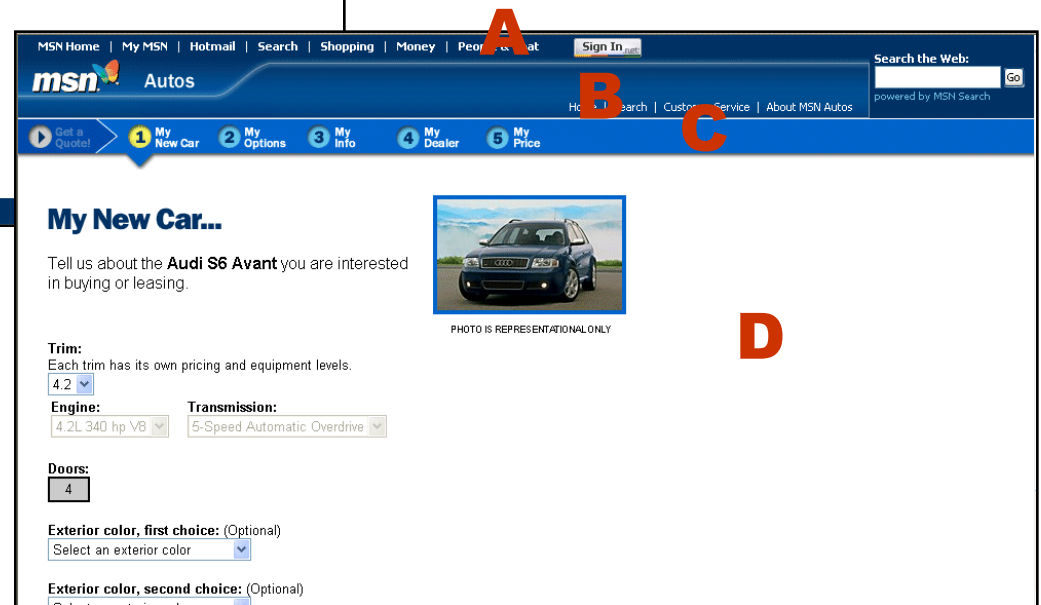 A
MSN Home | My MSN | Hotmail | Search | Shopping | Money |
Sign In .net
Search the Web:
Go
powered by MSN Search
msn. Autos
B
Search | Customer Service | About MSN Autos
C
Get a Quote!
1 My New Car
2 My Options
3 My Info
4 My Dealer
5 My Price
My New Car...
Tell us about the Audi S6 Avant you are interested
in buying or leasing.
PHOTO IS REPRESENTATIONAL ONLY
D
Trim:
Each trim has its own pricing and equipment levels.
4.2
Engine: Transmission:
4.2L 340 hp V8 5-Speed Automatic Overdrive
Doors:
4
Exterior color, first choice: (Optional)
Select an exterior color
Exterior color, second choice: (Optional)